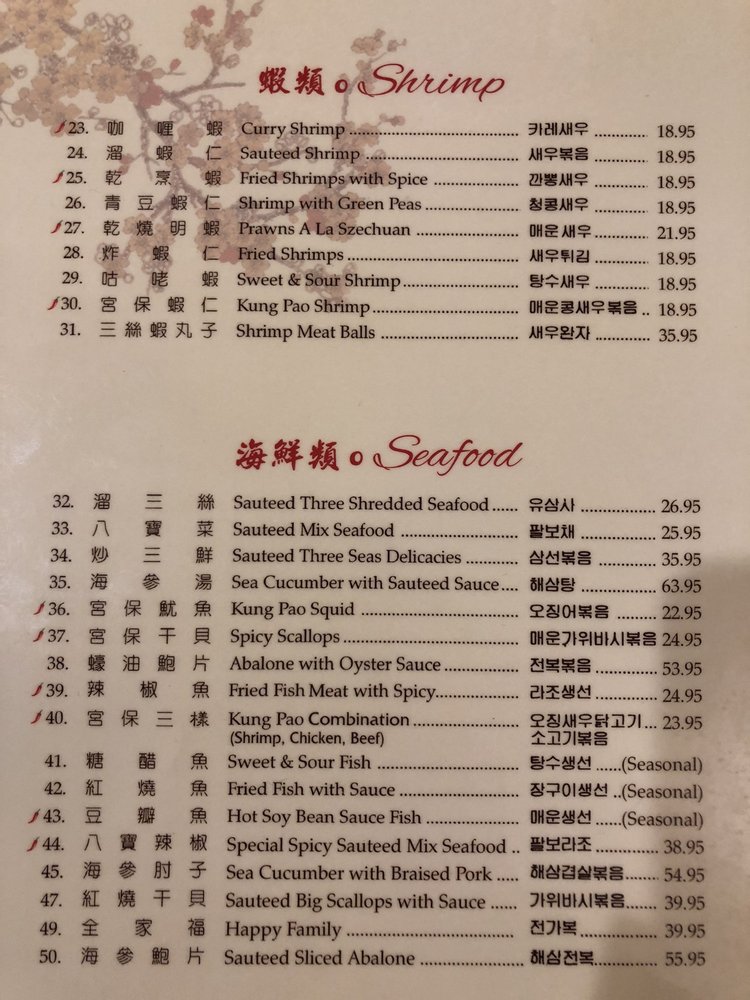 蝦類 o Shrimp
23. 咖喱蝦 Curry Shrimp ........ 카레새우 ........ 18.95
24. 溜蝦仁 Sauteed Shrimp ........ 새우볶음 ........ 18.95
25. 乾烹蝦 Fried Shrimps with Spice ........ 깐뽕새우 ........ 18.95
26. 青豆蝦仁 Shrimp with Green Peas ........ 청콩새우 ........ 18.95
27. 乾燒明蝦 Prawns A La Szechuan ........ 매운새우 ........ 21.95
28. 炸蝦仁 Fried Shrimps ........ 새우튀김 ........ 18.95
29. 咕咾蝦 Sweet & Sour Shrimp ........ 탕수새우 ........ 18.95
30. 宮保蝦仁 Kung Pao Shrimp ........ 매운콩새우볶음 .. 18.95
31. 三絲蝦丸子 Shrimp Meat Balls ........ 새우완자 ........ 35.95
海鮮類 o Seafood
32. 溜三絲 Sauteed Three Shredded Seafood ...... 유삼사 ........ 26.95
33. 八寶菜 Sauteed Mix Seafood ........ 팔보채 ........ 25.95
34. 炒三鮮 Sauteed Three Seas Delicacies ........ 삼선볶음 ........ 35.95
35. 海參湯 Sea Cucumber with Sauteed Sauce .... 해삼탕 ........ 63.95
36. 宮保魷魚 Kung Pao Squid ........ 오징어볶음 ........ 22.95
37. 宮保干貝 Spicy Scallops ........ 매운가위바시볶음 24.95
38. 蠔油鮑片 Abalone with Oyster Sauce ........ 전복볶음 ........ 53.95
39. 辣椒魚 Fried Fish Meat with Spicy ........ 라조생선 ........ 24.95
40. 宮保三樣 Kung Pao Combination ........ 오징새우닭고기 ... 23.95
(Shrimp, Chicken, Beef) 소고기볶음
41. 糖醋魚 Sweet & Sour Fish ........ 탕수생선 ......(Seasonal)
42. 紅燒魚 Fried Fish with Sauce ........ 장구이생선 ..(Seasonal)
43. 豆瓣魚 Hot Soy Bean Sauce Fish ........ 매운생선 ......(Seasonal)
44. 八寶辣椒 Special Spicy Sauteed Mix Seafood .. 팔보라조 ........ 38.95
45. 海參肘子 Sea Cucumber with Braised Pork ..... 해삼겹살볶음 ....... 54.95
47. 紅燒干貝 Sauteed Big Scallops with Sauce ...... 가위바시볶음 ....... 39.95
49. 全家福 Happy Family ........ 전가복 ........ 39.95
50. 海參鮑片 Sauteed Sliced Abalone ........ 해심전복 ........ 55.95